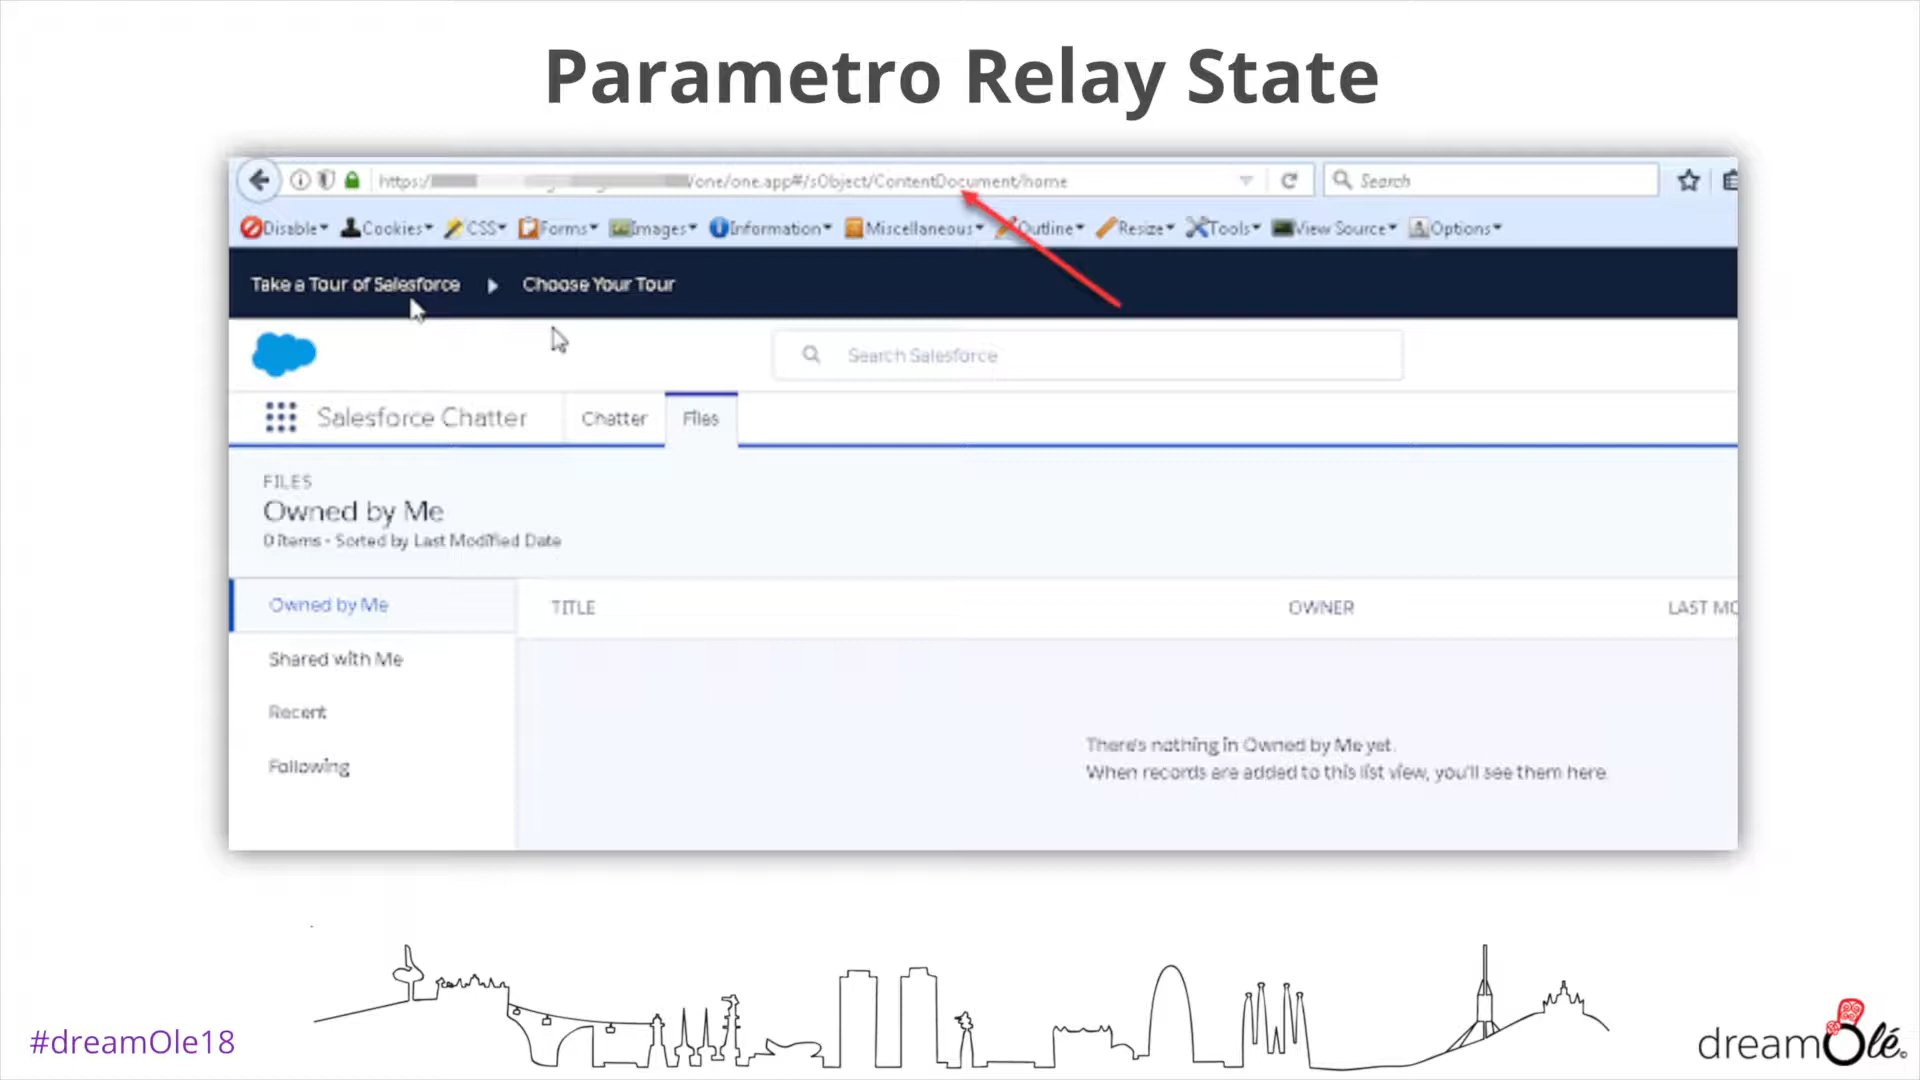 Parametro Relay State
https:/
/one/one.app#/sObject/ContentDocument/home
Search
Disable
Cookies
CSS
Forms
Images
Information
Miscellaneous
Outline
Resize
Tools
View Source
Options
Take a Tour of Salesforce
Choose Your Tour
Search Salesforce
Salesforce Chatter
Chatter
Files
FILES
Owned by Me
0 items - Sorted by Last Modified Date
Owned by Me
TITLE
OWNER
LAST MO
Shared with Me
Recent
Following
There's nothing in Owned by Me yet.
When records are added to this list view, you'll see them here.
#dreamOle18
dreamOlé